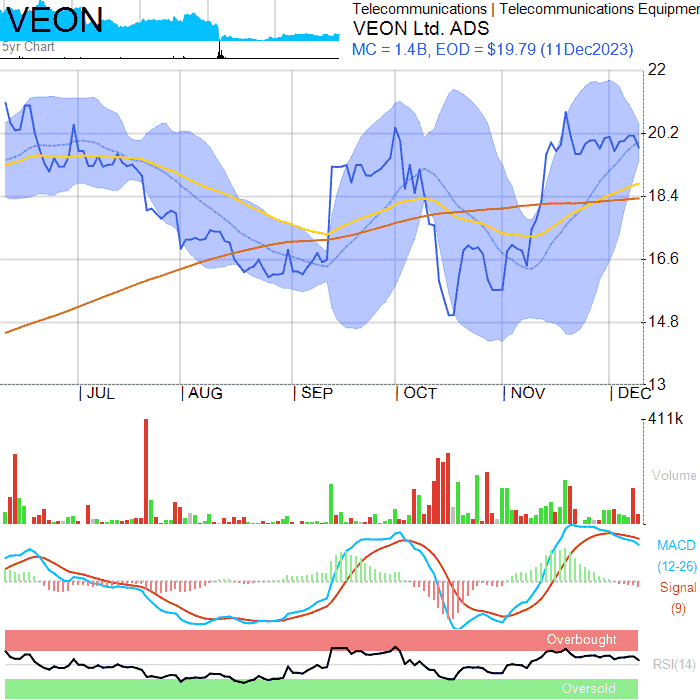 VEON
5yr Chart
Telecommunications | Telecommunications Equipmen
VEON Ltd. ADS
MC = 1.4B, EOD = $19.79 (11Dec2023)
22
20.2
18.4
16.6
14.8
13
| JUL | AUG | SEP | OCT | NOV | DEC
411k
Volume
MACD
(12-26)
Signal
(9)
Overbought
RSI(14)
Oversold